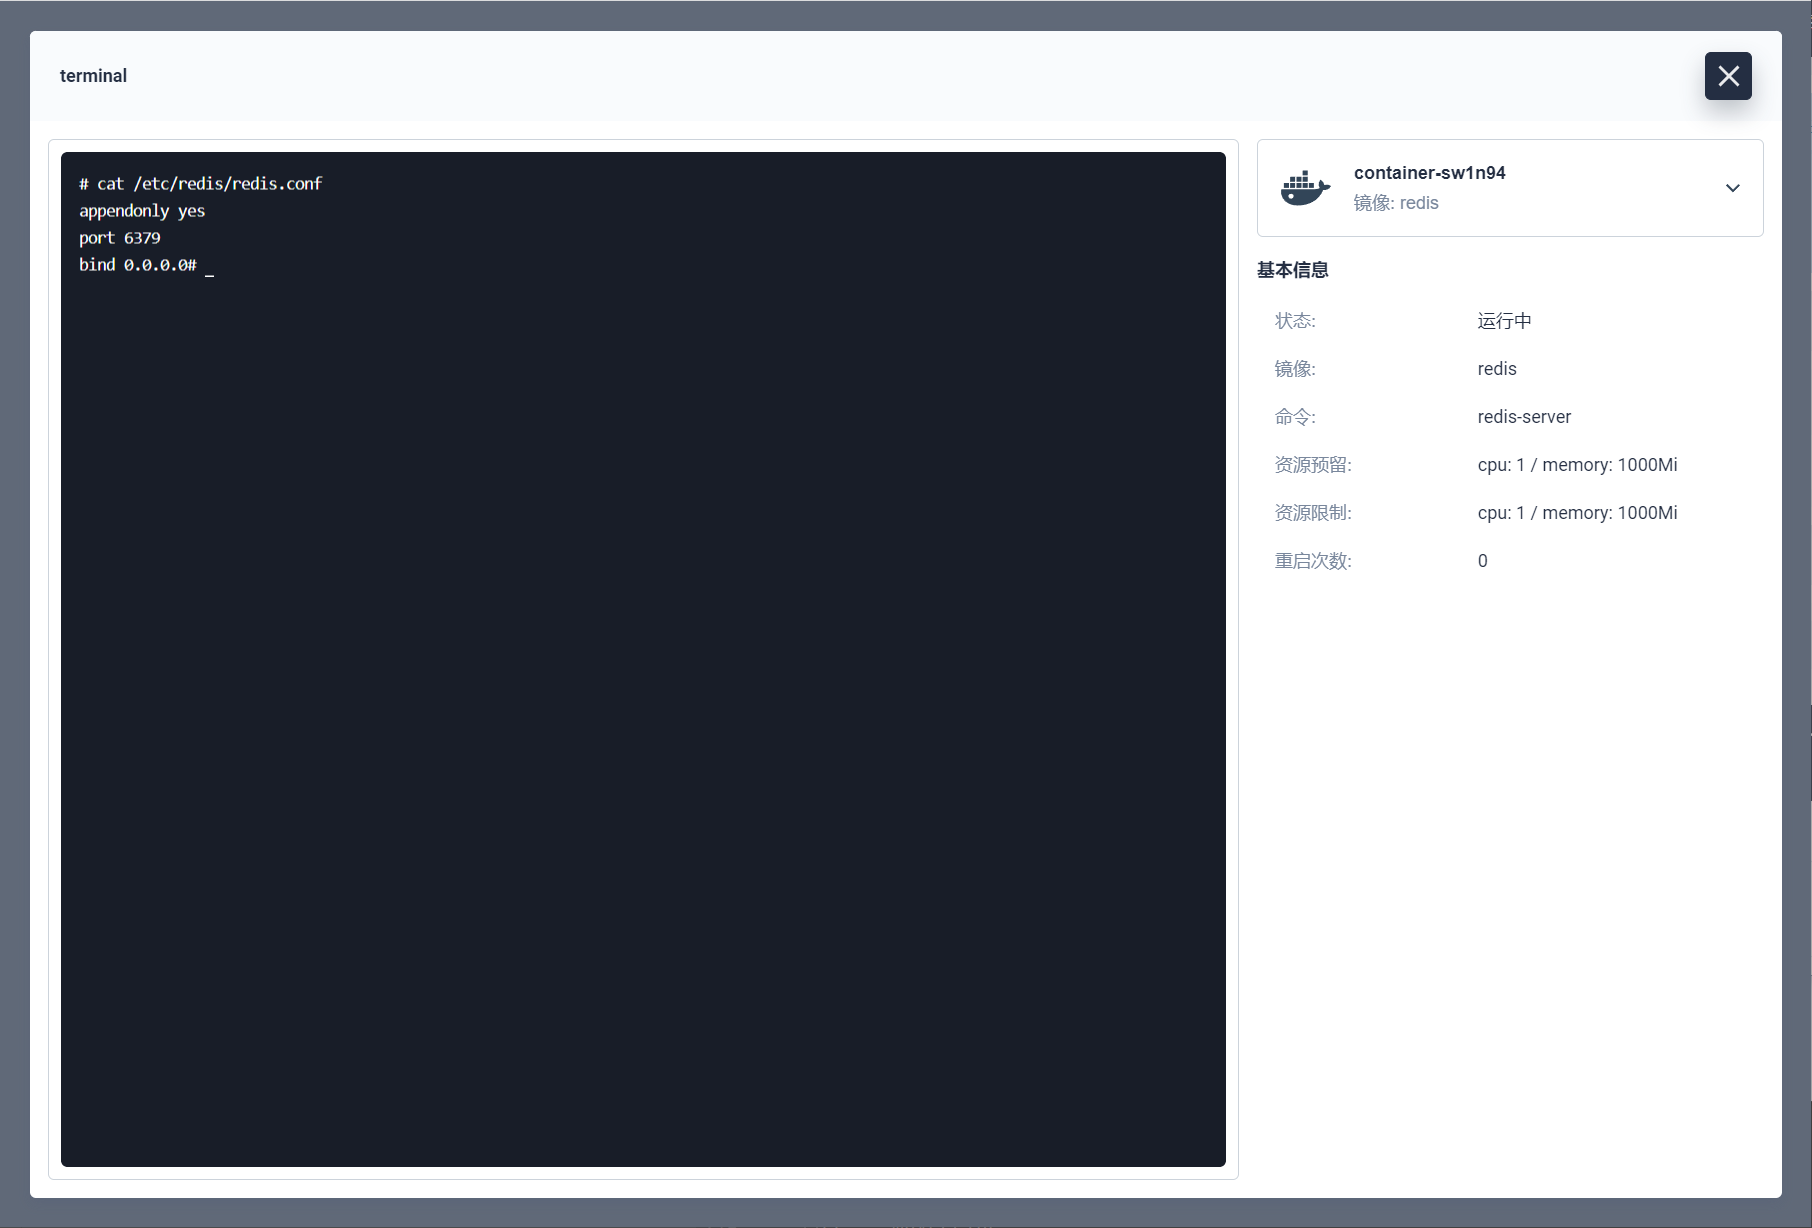 terminal
# cat /etc/redis/redis.conf
appendonly yes
port 6379
bind 0.0.0.0# _
container-sw1n94
镜像: redis
基本信息
状态: 运行中
镜像: redis
命令: redis-server
资源预留: cpu: 1 / memory: 1000Mi
资源限制: cpu: 1 / memory: 1000Mi
重启次数: 0